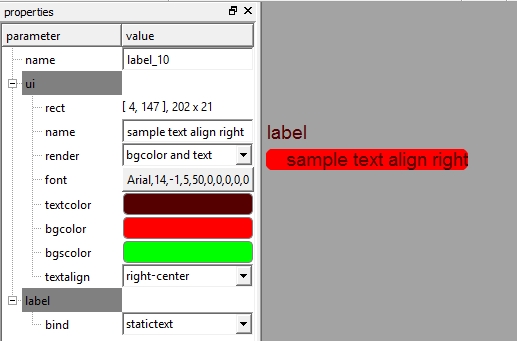 properties
parameter value
name label_10
ui
rect [ 4, 147 ], 202 x 21
name sample text align right
render bgcolor and text
font Arial,14,-1,5,50,0,0,0,0,0
textcolor
bgcolor
bgscolor
textalign right-center
label
bind statictext
label
sample text align right